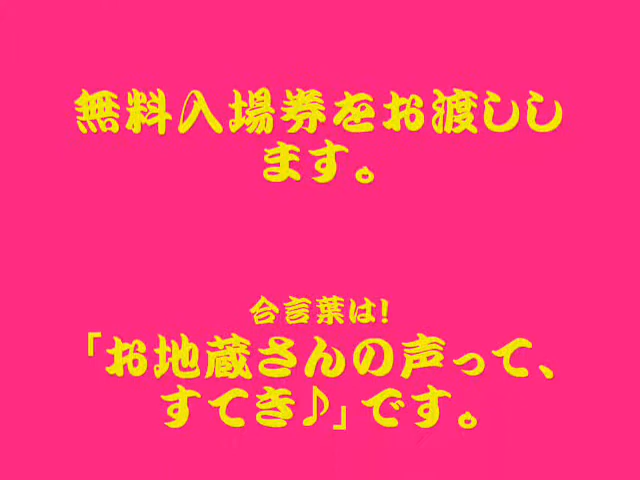 無料入場券をお渡しし
ます。
合言葉は!
「お地蔵さんの声って、
すてき♪」です。